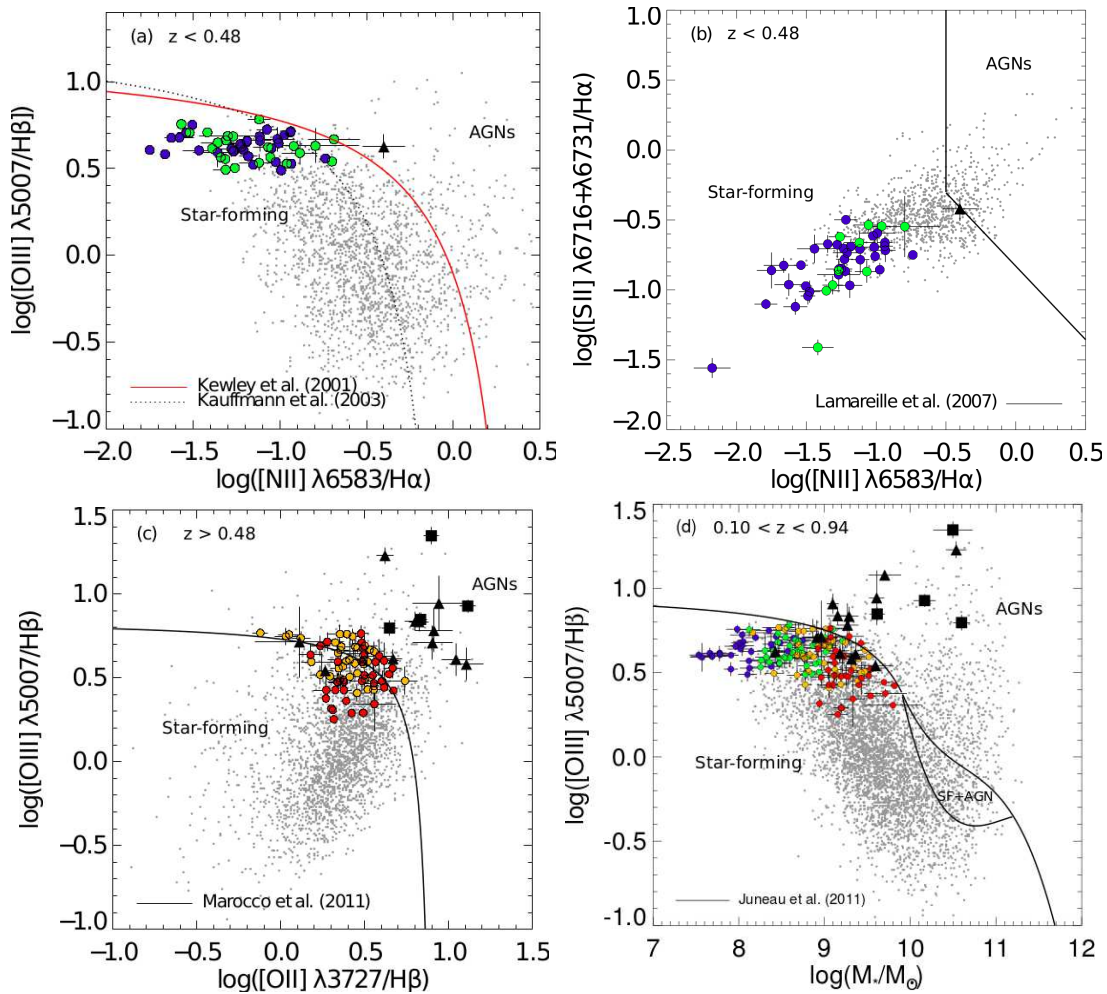 (a) z < 0.48
AGNs
Star-forming
Kewley et al. (2001)
Kauffmann et al. (2003)
log([OIII] λ5007/Hβ])
1.0
0.5
0.0
−0.5
−1.0
−2.0 −1.5 −1.0 −0.5 0.0 0.5
log([NII] λ6583/Hα)
(b) z < 0.48
AGNs
Star-forming
Lamareille et al. (2007)
log([SII] λ6716+λ6731/Hα)
1.0
0.5
0.0
−0.5
−1.0
−1.5
−2.0
−2.5 −2.0 −1.5 −1.0 −0.5 0.0 0.5
log([NII] λ6583/Hα)
(c) z > 0.48
AGNs
Star-forming
Marocco et al. (2011)
log([OIII] λ5007/Hβ)
1.5
1.0
0.5
0.0
−0.5
−1.0
−1.0 −0.5 0.0 0.5 1.0 1.5
log([OII] λ3727/Hβ)
(d) 0.10 < z < 0.94
AGNs
Star-forming
SF+AGN
Juneau et al. (2011)
log([OIII] λ5007/Hβ)
1.5
1.0
0.5
0.0
-0.5
-1.0
7 8 9 10 11 12
log(M⋆/M⊙)